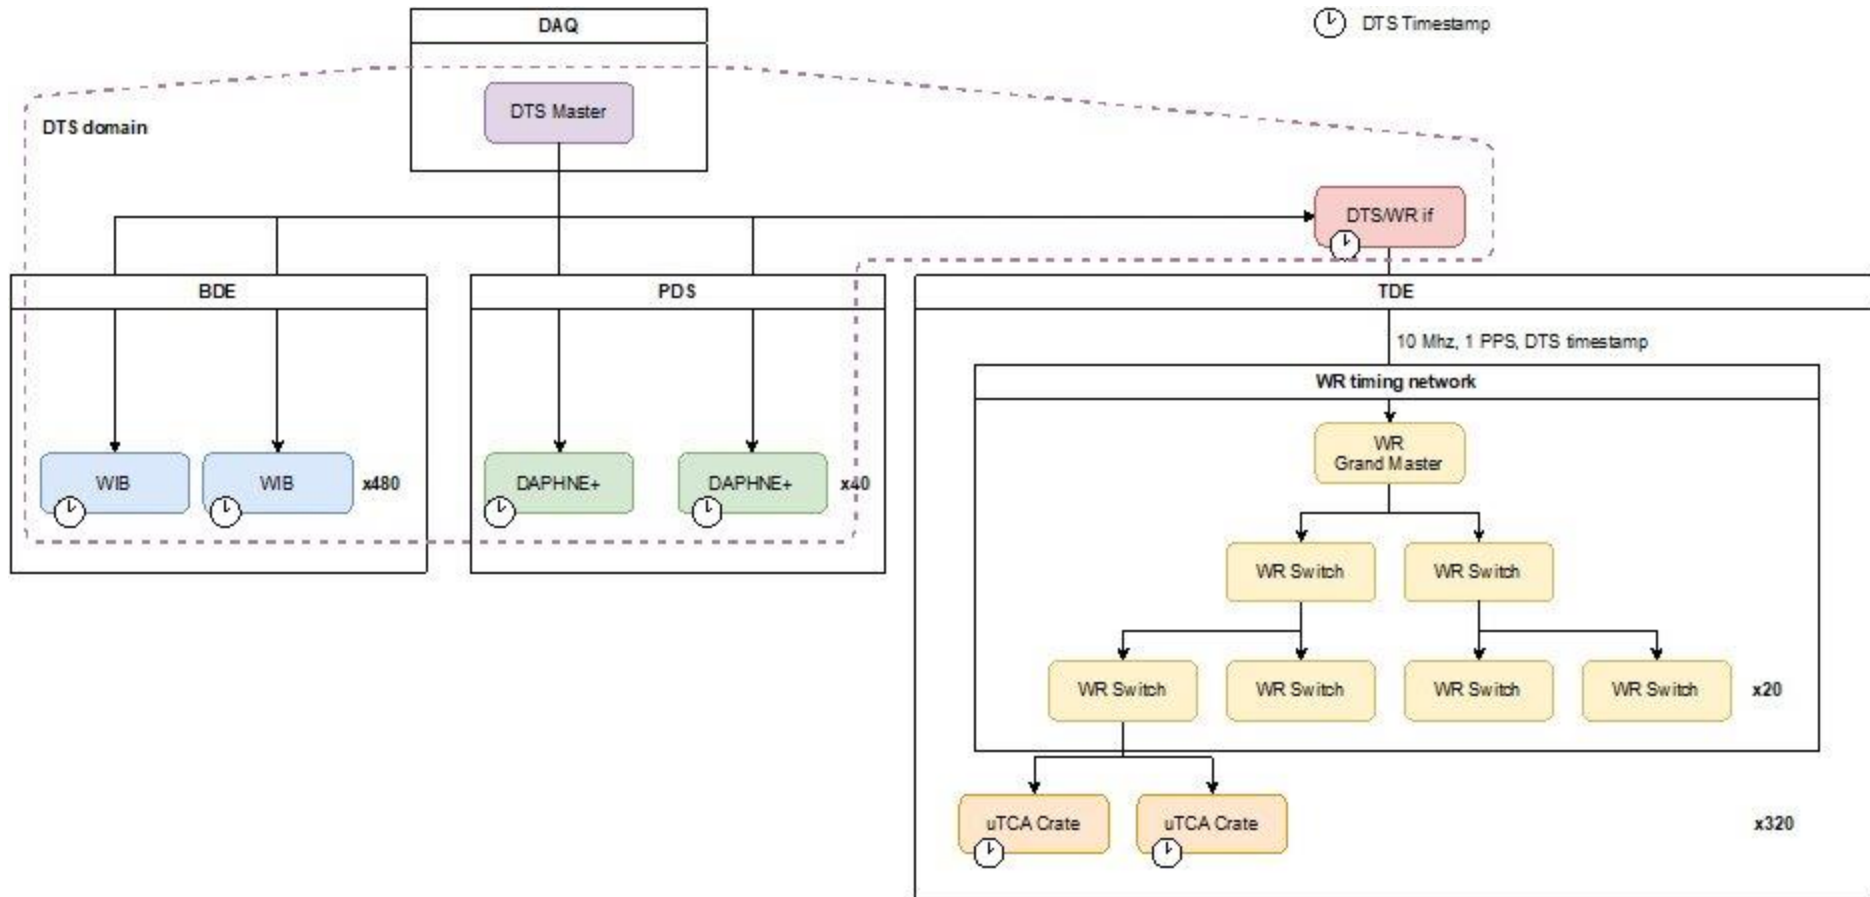 DAQ
DTS Timestamp
DTS Master
DTS domain
DTS/WR if
BDE
PDS
TDE
10 Mhz, 1 PPS, DTS timestamp
WR timing network
WR
Grand Master
WIB
WIB
x480
DAPHNE+
DAPHNE+
x40
WR Switch
WR Switch
WR Switch
WR Switch
WR Switch
WR Switch
x20
uTCA Crate
uTCA Crate
x320